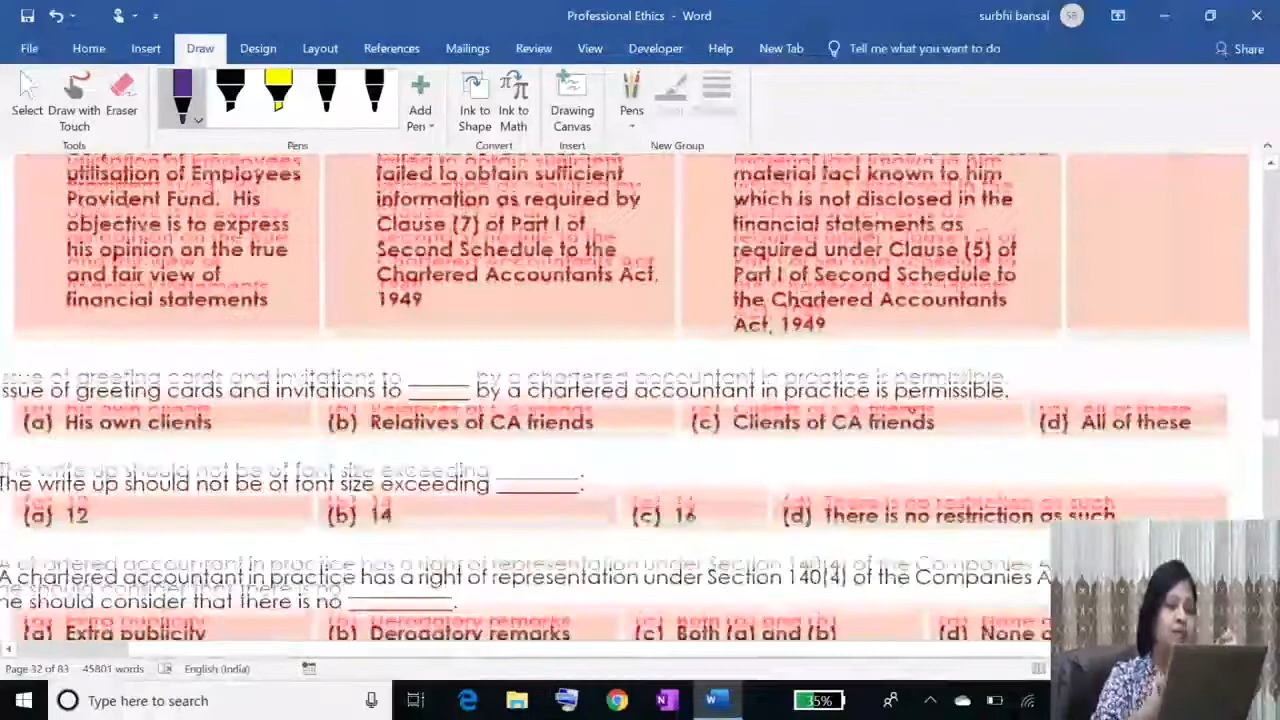 Professional Ethics - Word
surbhi bansal
SB
File Home Insert Draw Design Layout References Mailings Review View Developer Help New Tab Tell me what you want to do Share
Select Draw with Touch Eraser
Add Pen
Ink to Shape
Ink to Math
Drawing Canvas
Pens
Tools Pens Convert Insert New Group
utilisation of Employees
Provident Fund. His
objective is to express
his opinion on the true
and fair view of
financial statements
failed to obtain sufficient
information as required by
Clause (7) of Part I of
Second Schedule to the
Chartered Accountants Act,
1949
material fact known to him
which is not disclosed in the
financial statements as
required under Clause (5) of
Part I of Second Schedule to
the Chartered Accountants
Act, 1949
ssue of greeting cards and invitations to ______ by a chartered accountant in practice is permissible.
(a) His own clients (b) Relatives of CA friends (c) Clients of CA friends (d) All of these
The write up should not be of font size exceeding ________:
(a) 12 (b) 14 (c) 16 (d) There is no restriction as such
A chartered accountant in practice has a right of representation under Section 140(4) of the Companies A
he should consider that there is no __________.
(a) Extra publicity (b) Derogatory remarks (c) Both (a) and (b) (d) None o
Page 32 of 83 45801 words English (India)
Type here to search
35%